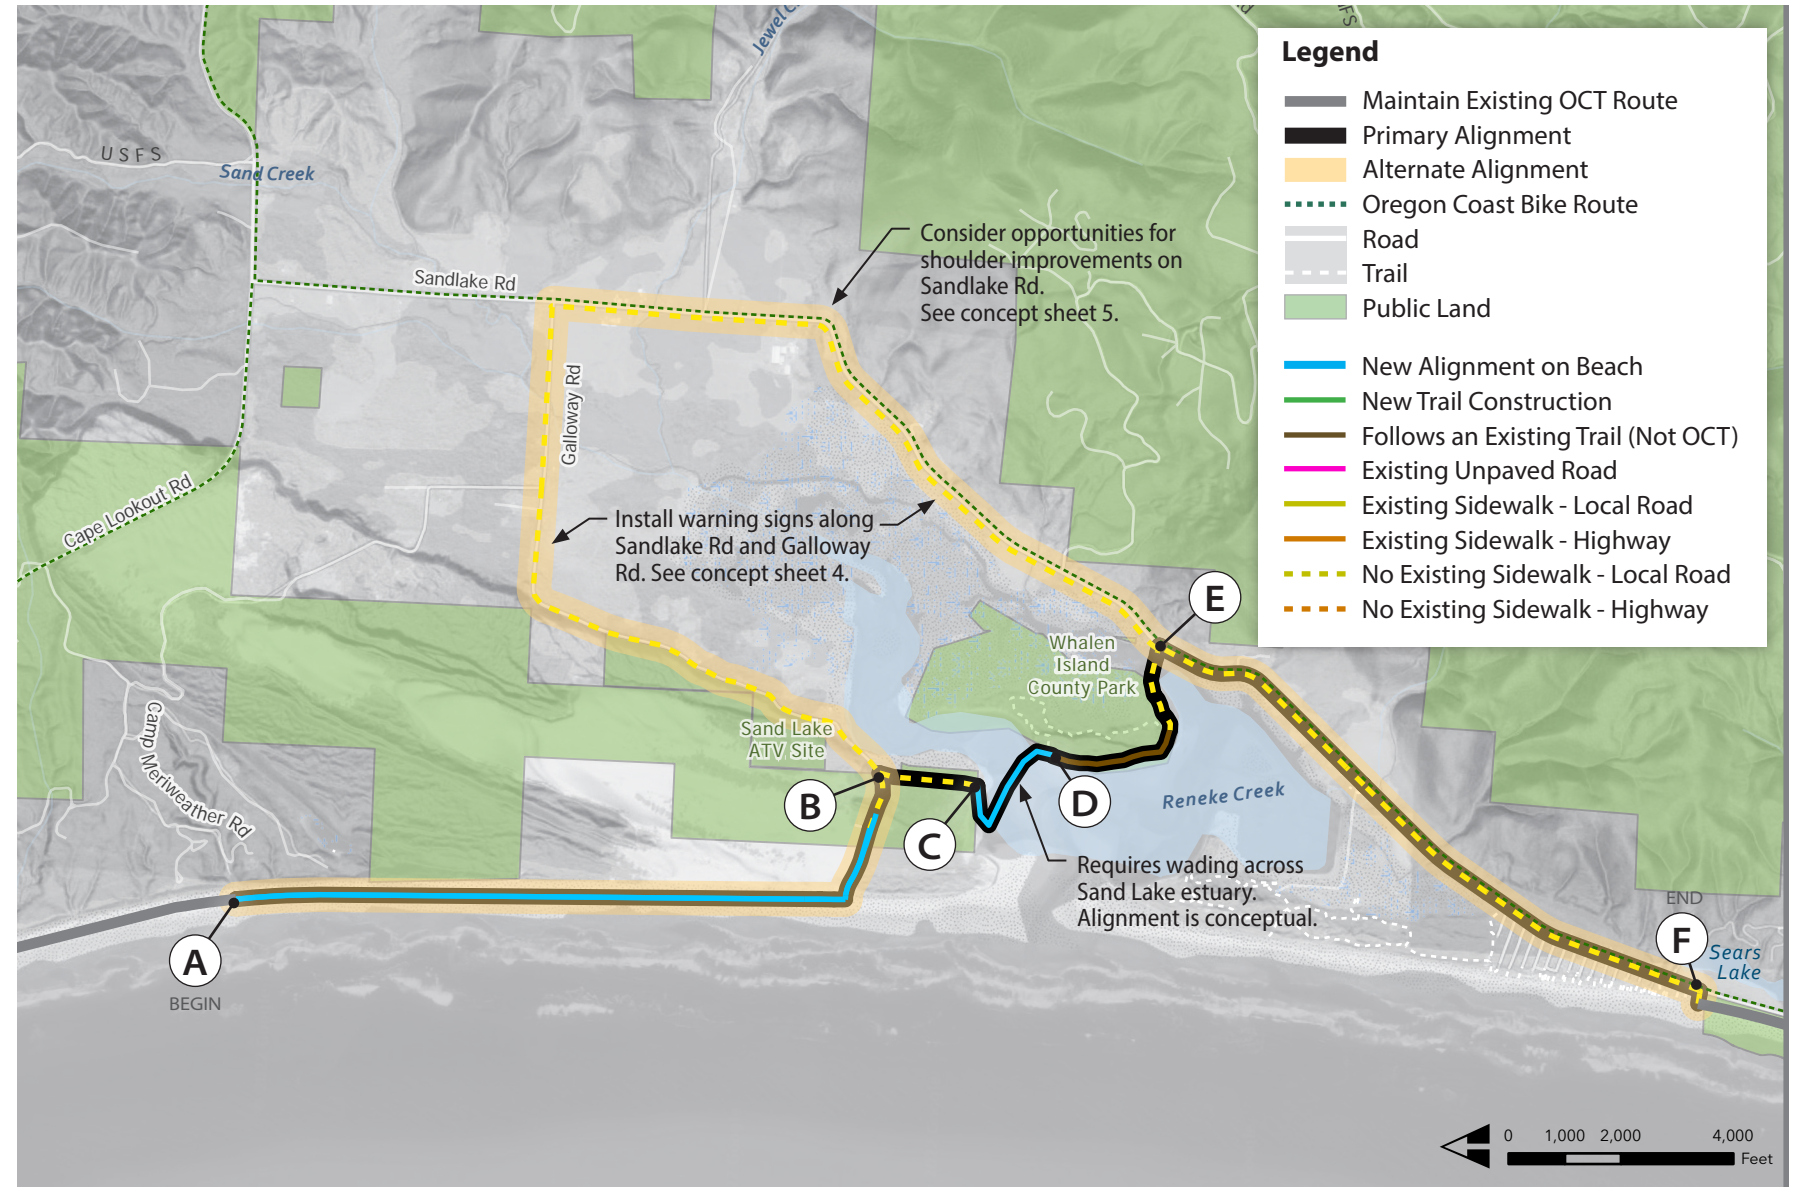 Jewel C
USFS
Sand Creek
Sandlake Rd
Galloway Rd
Cape Lookout Rd
Camp Meriweather Rd
Consider opportunities for
shoulder improvements on
Sandlake Rd.
See concept sheet 5.
Install warning signs along
Sandlake Rd and Galloway
Rd. See concept sheet 4.
Whalen
Island
County Park
Sand Lake
ATV Site
Reneke Creek
Requires wading across
Sand Lake estuary.
Alignment is conceptual.
A
BEGIN
B
C
D
E
END
F
Sears
Lake
Legend
Maintain Existing OCT Route
Primary Alignment
Alternate Alignment
Oregon Coast Bike Route
Road
Trail
Public Land
New Alignment on Beach
New Trail Construction
Follows an Existing Trail (Not OCT)
Existing Unpaved Road
Existing Sidewalk - Local Road
Existing Sidewalk - Highway
No Existing Sidewalk - Local Road
No Existing Sidewalk - Highway
0 1,000 2,000 4,000
Feet